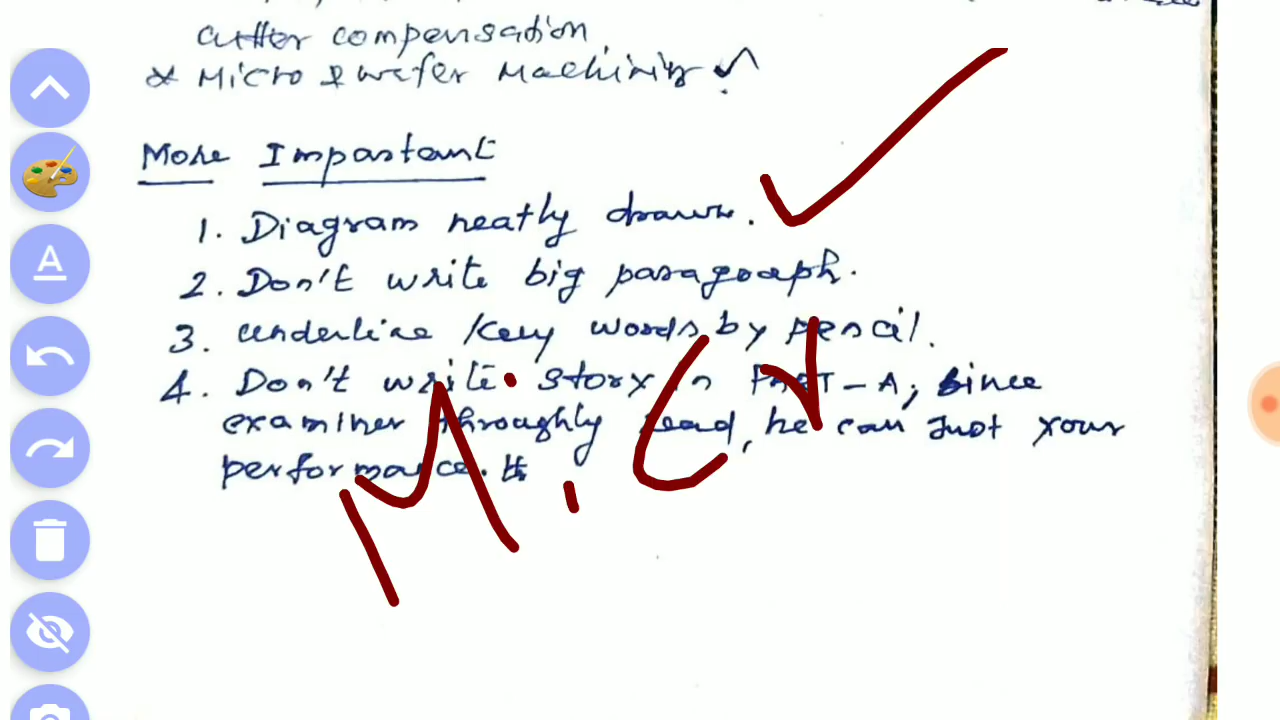 cutter compensation
* Micro & wafer Machining
More Important
1. Diagram neatly drawn.
2. Don't write big paragraph.
3. underline key words by pencil.
4. Don't write story in PART-A; since
examiner throughly read, he can Just your
performance.